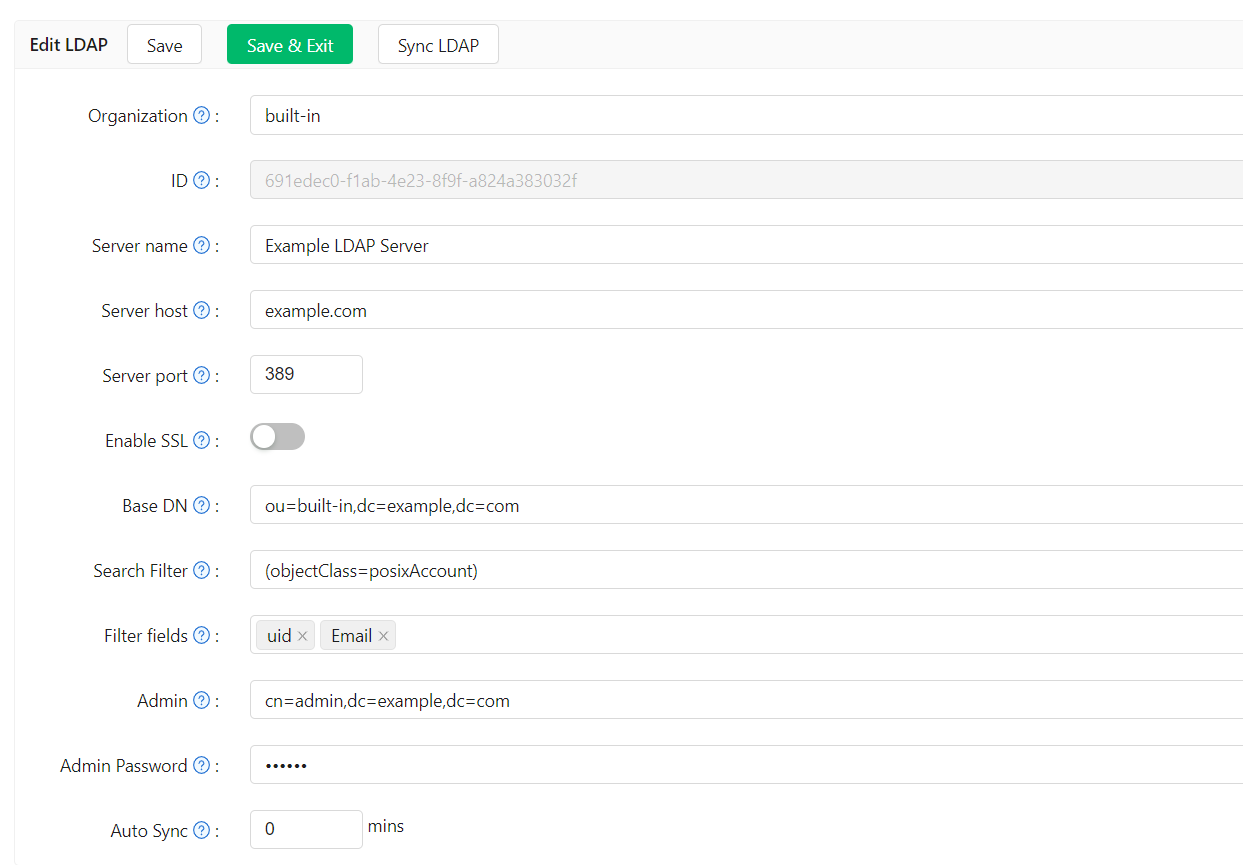 Edit LDAP Save Save & Exit Sync LDAP
Organization ? : built-in
ID ? : 691edec0-f1ab-4e23-8f9f-a824a383032f
Server name ? : Example LDAP Server
Server host ? : example.com
Server port ? : 389
Enable SSL ? :
Base DN ? : ou=built-in,dc=example,dc=com
Search Filter ? : (objectClass=posixAccount)
Filter fields ? : uid × Email ×
Admin ? : cn=admin,dc=example,dc=com
Admin Password ? : ••••••
Auto Sync ? : 0 mins